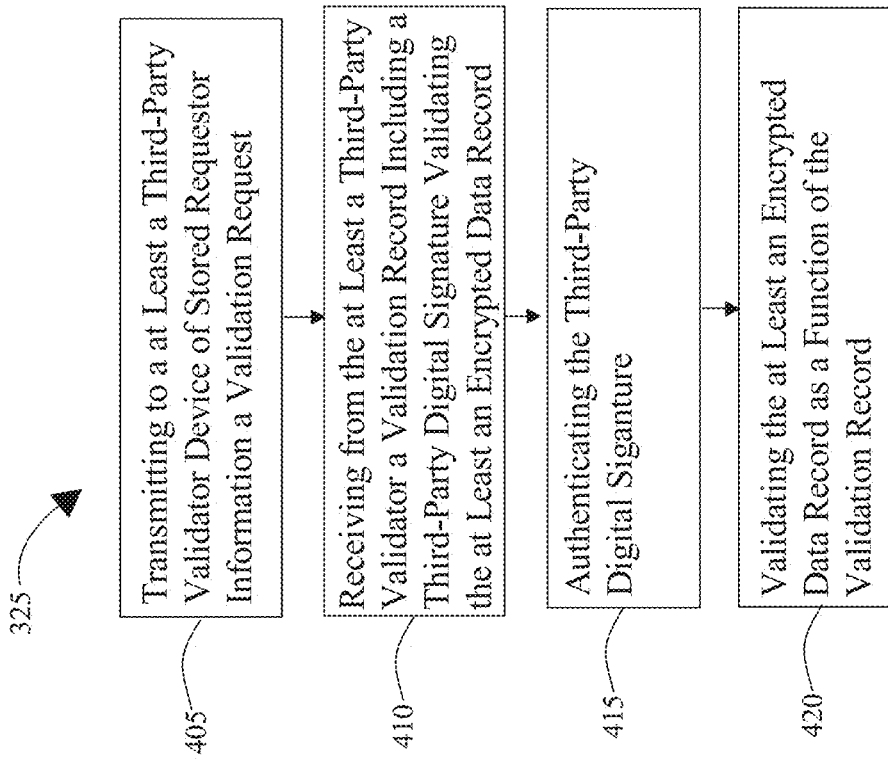 325
405
Transmitting to a at Least a Third-Party
Validator Device of Stored Requestor
Information a Validation Request
410
Receiving from the at Least a Third-Party
Validator a Validation Record Including a
Third-Party Digital Signature Validating
the at Least an Encrypted Data Record
415
Authenticating the Third-Party
Digital Siganture
420
Validating the at Least an Encrypted
Data Record as a Function of the
Validation Record